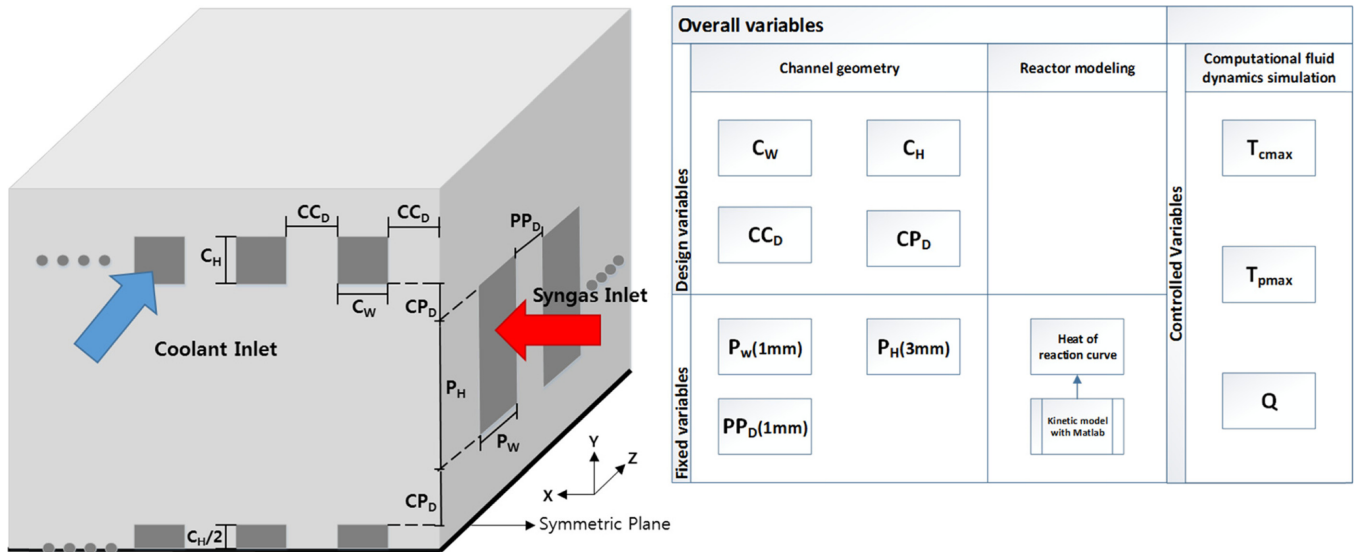 CC_D
CC_D
PP_D
C_H
C_W
CP_D
Syngas Inlet
Coolant Inlet
P_H
P_W
CP_D
Y
Z
X
C_H/2
Symmetric Plane
Overall variables
Channel geometry
Reactor modeling
Computational fluid
dynamics simulation
Design variables
C_W
C_H
CC_D
CP_D
Controlled Variables
T_cmax
T_pmax
Q
Fixed variables
P_w(1mm)
P_H(3mm)
PP_D(1mm)
Heat of
reaction curve
Kinetic model
with Matlab